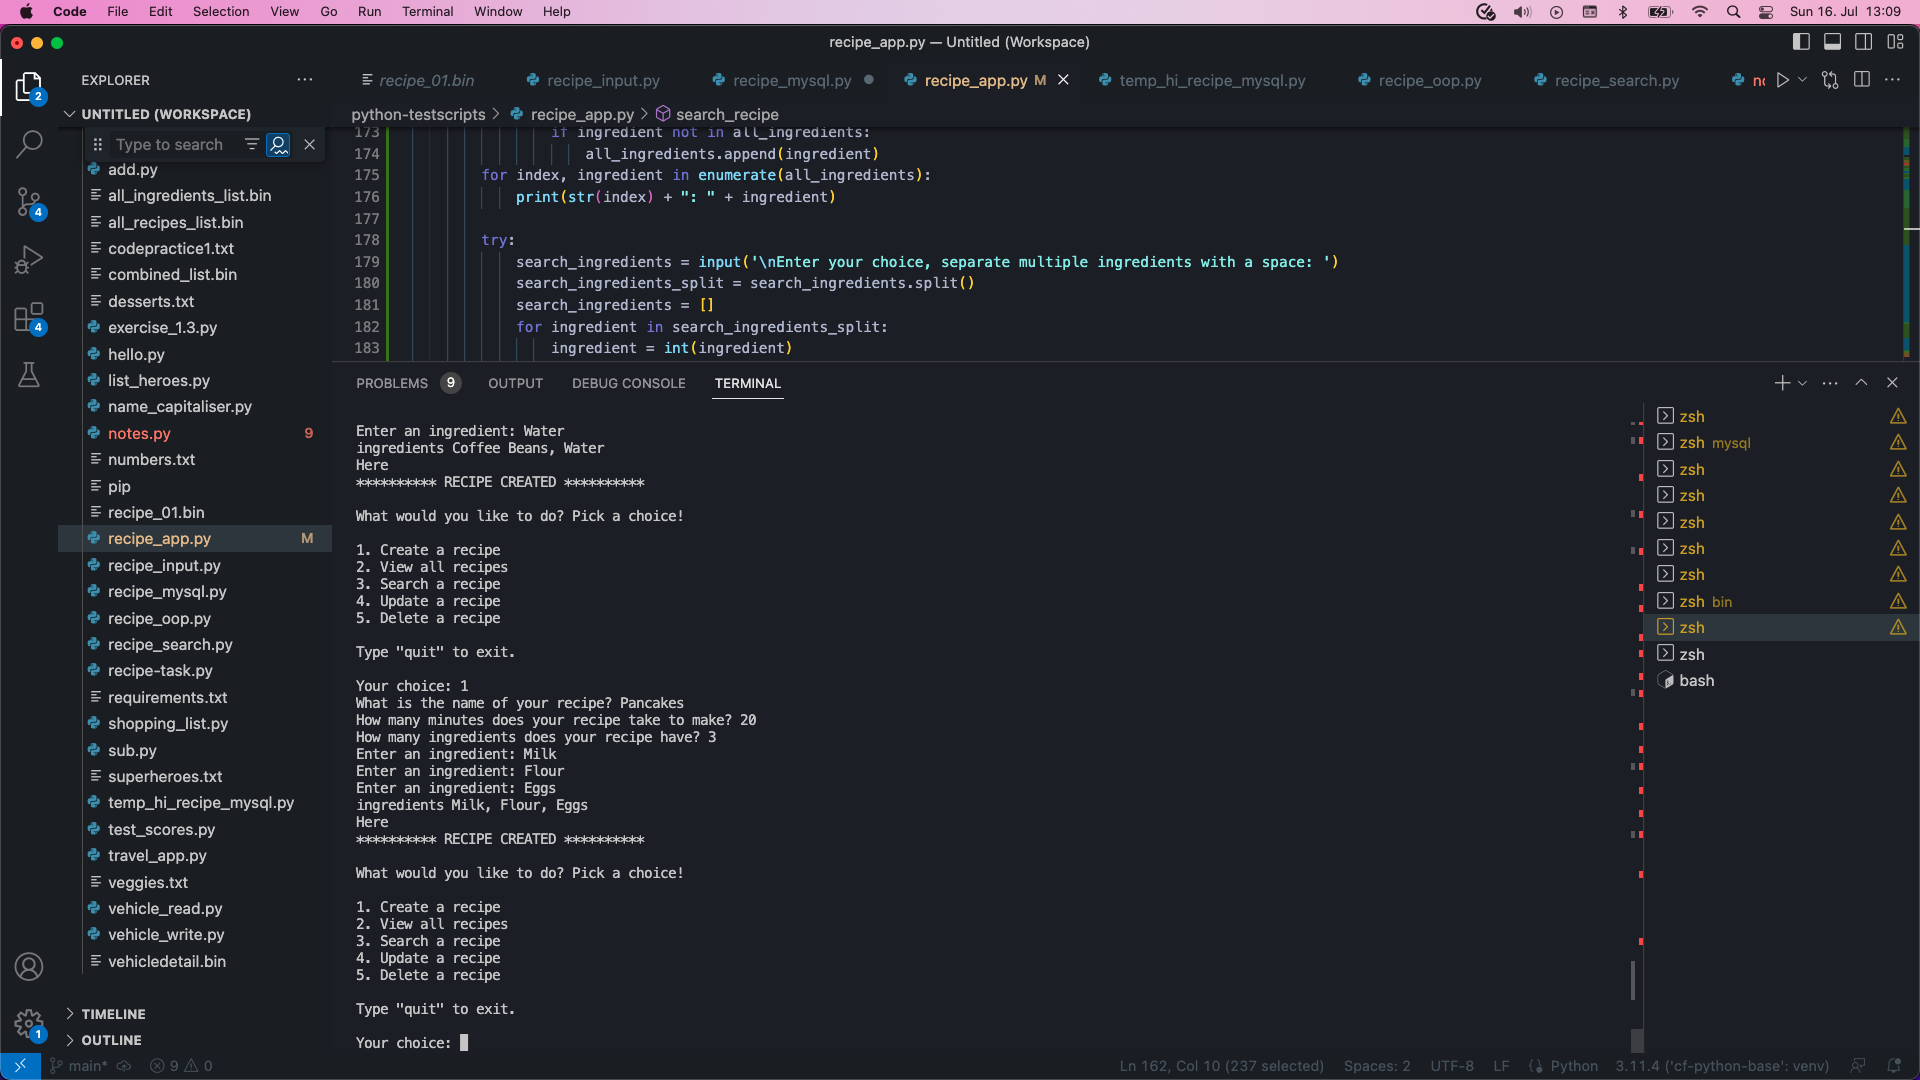 Code File Edit Selection View Go Run Terminal Window Help Sun 16. Jul 13:09
recipe_app.py — Untitled (Workspace)
EXPLORER
2
UNTITLED (WORKSPACE)
Type to search
add.py
all_ingredients_list.bin
all_recipes_list.bin
4
codepractice1.txt
combined_list.bin
desserts.txt
exercise_1.3.py
4
hello.py
list_heroes.py
name_capitaliser.py
notes.py 9
numbers.txt
pip
recipe_01.bin
recipe_app.py M
recipe_input.py
recipe_mysql.py
recipe_oop.py
recipe_search.py
recipe-task.py
requirements.txt
shopping_list.py
sub.py
superheroes.txt
temp_hi_recipe_mysql.py
test_scores.py
travel_app.py
veggies.txt
vehicle_read.py
vehicle_write.py
vehicledetail.bin
TIMELINE
1
OUTLINE
recipe_01.bin recipe_input.py recipe_mysql.py recipe_app.py M temp_hi_recipe_mysql.py recipe_oop.py recipe_search.py
python-testscripts > recipe_app.py > search_recipe
173 if ingredient not in all_ingredients:
174 all_ingredients.append(ingredient)
175 for index, ingredient in enumerate(all_ingredients):
176 print(str(index) + ": " + ingredient)
177
178 try:
179 search_ingredients = input('\nEnter your choice, separate multiple ingredients with a space: ')
180 search_ingredients_split = search_ingredients.split()
181 search_ingredients = []
182 for ingredient in search_ingredients_split:
183 ingredient = int(ingredient)
PROBLEMS 9 OUTPUT DEBUG CONSOLE TERMINAL
Enter an ingredient: Water
ingredients Coffee Beans, Water
Here
********** RECIPE CREATED **********
What would you like to do? Pick a choice!
1. Create a recipe
2. View all recipes
3. Search a recipe
4. Update a recipe
5. Delete a recipe
Type "quit" to exit.
Your choice: 1
What is the name of your recipe? Pancakes
How many minutes does your recipe take to make? 20
How many ingredients does your recipe have? 3
Enter an ingredient: Milk
Enter an ingredient: Flour
Enter an ingredient: Eggs
ingredients Milk, Flour, Eggs
Here
********** RECIPE CREATED **********
What would you like to do? Pick a choice!
1. Create a recipe
2. View all recipes
3. Search a recipe
4. Update a recipe
5. Delete a recipe
Type "quit" to exit.
Your choice:
zsh
zsh mysql
zsh
zsh
zsh
zsh
zsh
zsh bin
zsh
zsh
bash
main* 9 0 Ln 162, Col 10 (237 selected) Spaces: 2 UTF-8 LF Python 3.11.4 ('cf-python-base': venv)